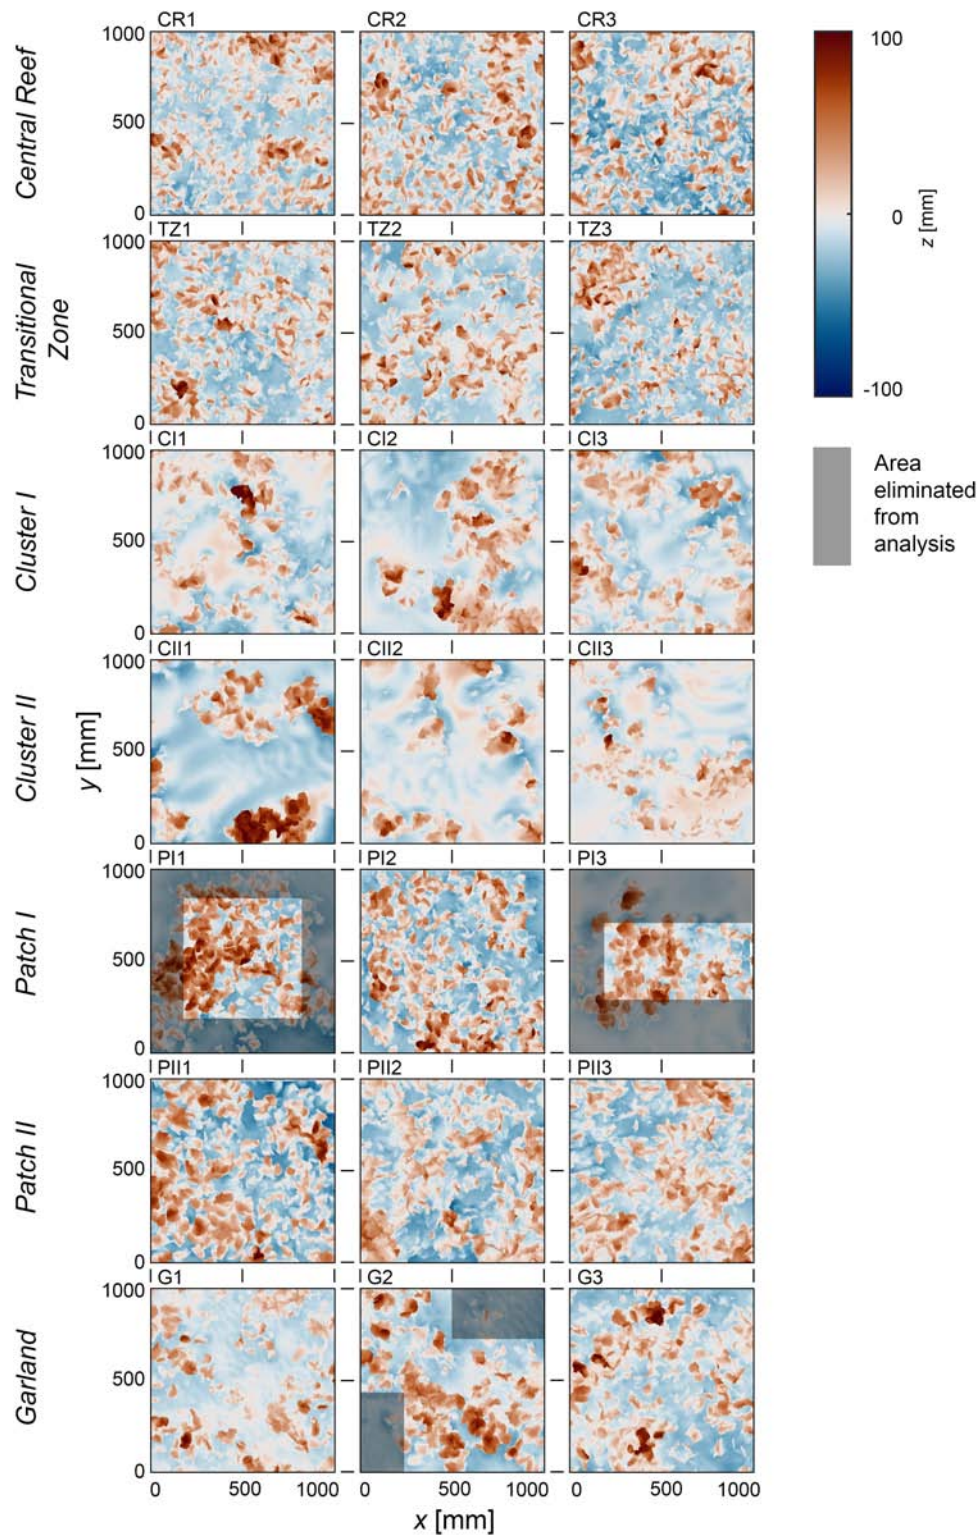 CR1 CR2 CR3
1000
500
0
Central Reef
TZ1 TZ2 TZ3
1000
500
0
Transitional
Zone
CI1 CI2 CI3
1000
500
0
Cluster I
CII1 CII2 CII3
1000
500
0
Cluster II
y [mm]
PI1 PI2 PI3
1000
500
0
Patch I
PII1 PII2 PII3
1000
500
0
Patch II
G1 G2 G3
1000
500
0
Garland
0 500 1000 0 500 1000 0 500 1000
x [mm]
100
0
-100
z [mm]
Area
eliminated
from
analysis